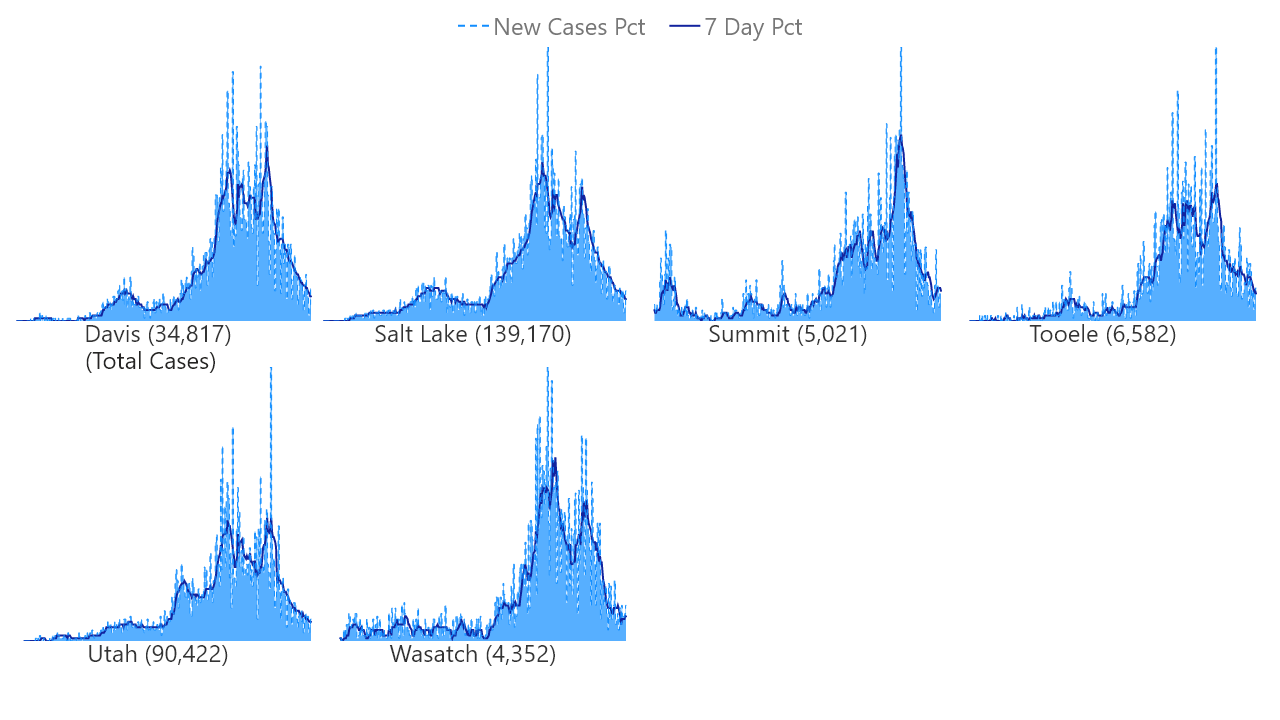 New Cases Pct 7 Day Pct
Davis (34,817)
(Total Cases)
Salt Lake (139,170)
Summit (5,021)
Tooele (6,582)
Utah (90,422)
Wasatch (4,352)